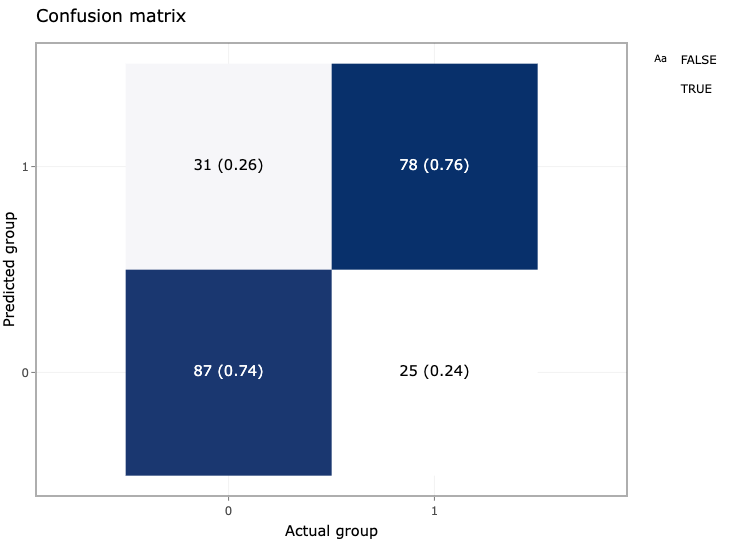 Confusion matrix
Aa FALSE
TRUE
Predicted group
1
31 (0.26)
78 (0.76)
0
87 (0.74)
25 (0.24)
0
1
Actual group